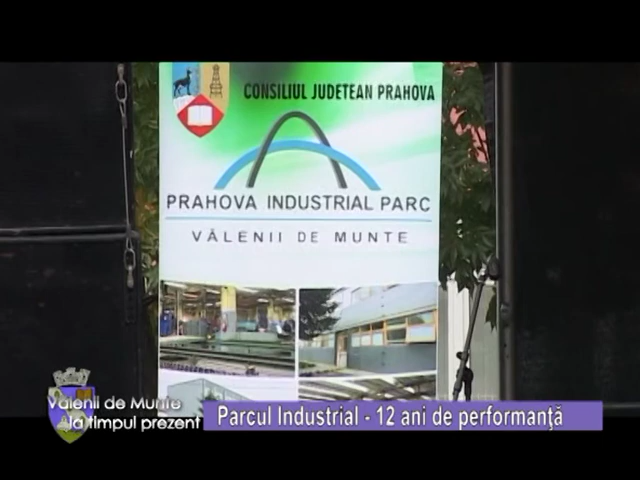 CONSILIUL JUDETEAN PRAHOVA
PRAHOVA INDUSTRIAL PARC
VĂLENII DE MUNTE
Vălenii de Munte
la timpul prezent
Parcul Industrial - 12 ani de performanţă